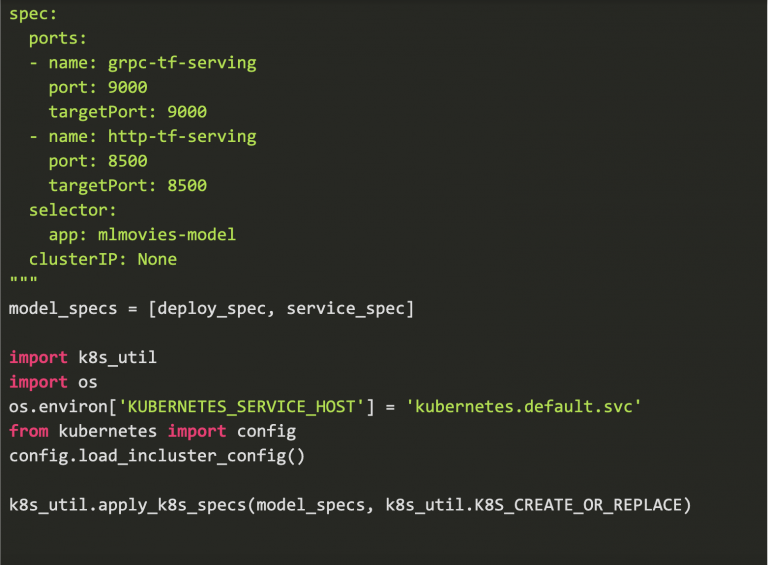 spec:
  ports:
  - name: grpc-tf-serving
    port: 9000
    targetPort: 9000
  - name: http-tf-serving
    port: 8500
    targetPort: 8500
  selector:
    app: mlmovies-model
  clusterIP: None
"""
model_specs = [deploy_spec, service_spec]

import k8s_util
import os
os.environ['KUBERNETES_SERVICE_HOST'] = 'kubernetes.default.svc'
from kubernetes import config
config.load_incluster_config()

k8s_util.apply_k8s_specs(model_specs, k8s_util.K8S_CREATE_OR_REPLACE)